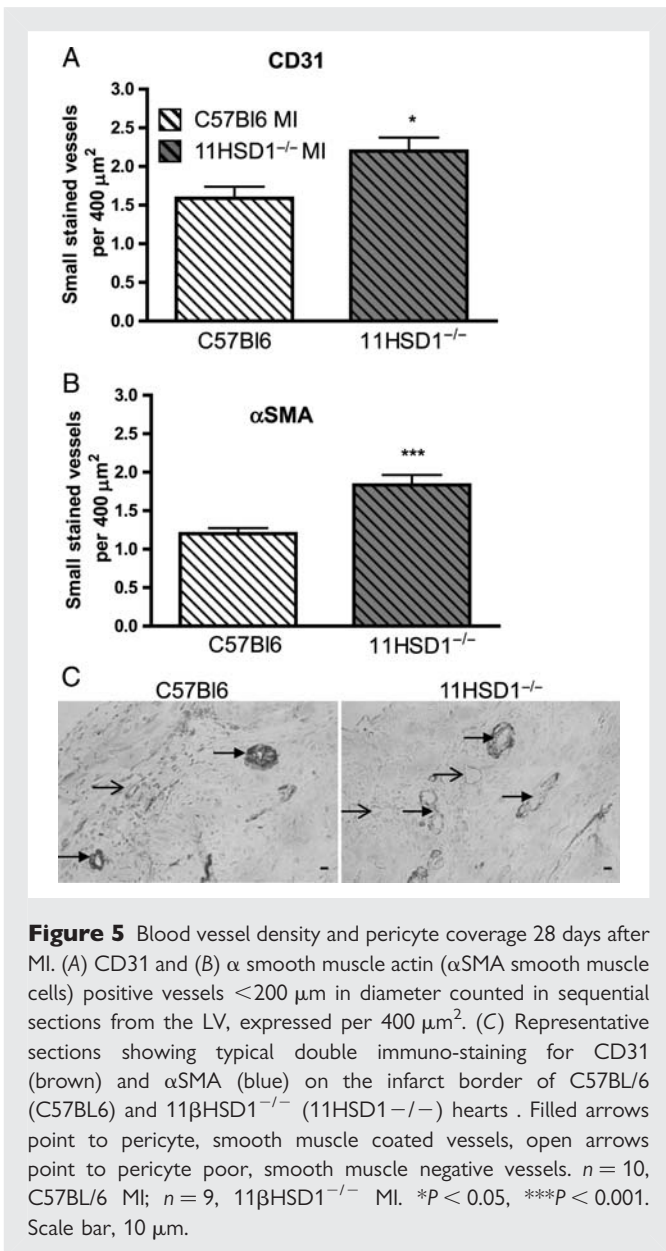 A
CD31
3.0
2.5
2.0
1.5
1.0
0.5
0.0
Small stained vessels
per 400 μm²
C57Bl6 MI
11HSD1⁻/⁻ MI
*
C57Bl6
11HSD1⁻/⁻
B
αSMA
3.0
2.5
2.0
1.5
1.0
0.5
0.0
Small stained vessels
per 400 μm²
***
C57Bl6
11HSD1⁻/⁻
C
C57Bl6
11HSD1⁻/⁻
Figure 5 Blood vessel density and pericyte coverage 28 days after
MI. (A) CD31 and (B) α smooth muscle actin (αSMA smooth muscle
cells) positive vessels <200 μm in diameter counted in sequential
sections from the LV, expressed per 400 μm². (C) Representative
sections showing typical double immuno-staining for CD31
(brown) and αSMA (blue) on the infarct border of C57BL/6
(C57BL6) and 11βHSD1⁻/⁻ (11HSD1−/−) hearts . Filled arrows
point to pericyte, smooth muscle coated vessels, open arrows
point to pericyte poor, smooth muscle negative vessels. n = 10,
C57BL/6 MI; n = 9, 11βHSD1⁻/⁻ MI. *P < 0.05, ***P < 0.001.
Scale bar, 10 μm.